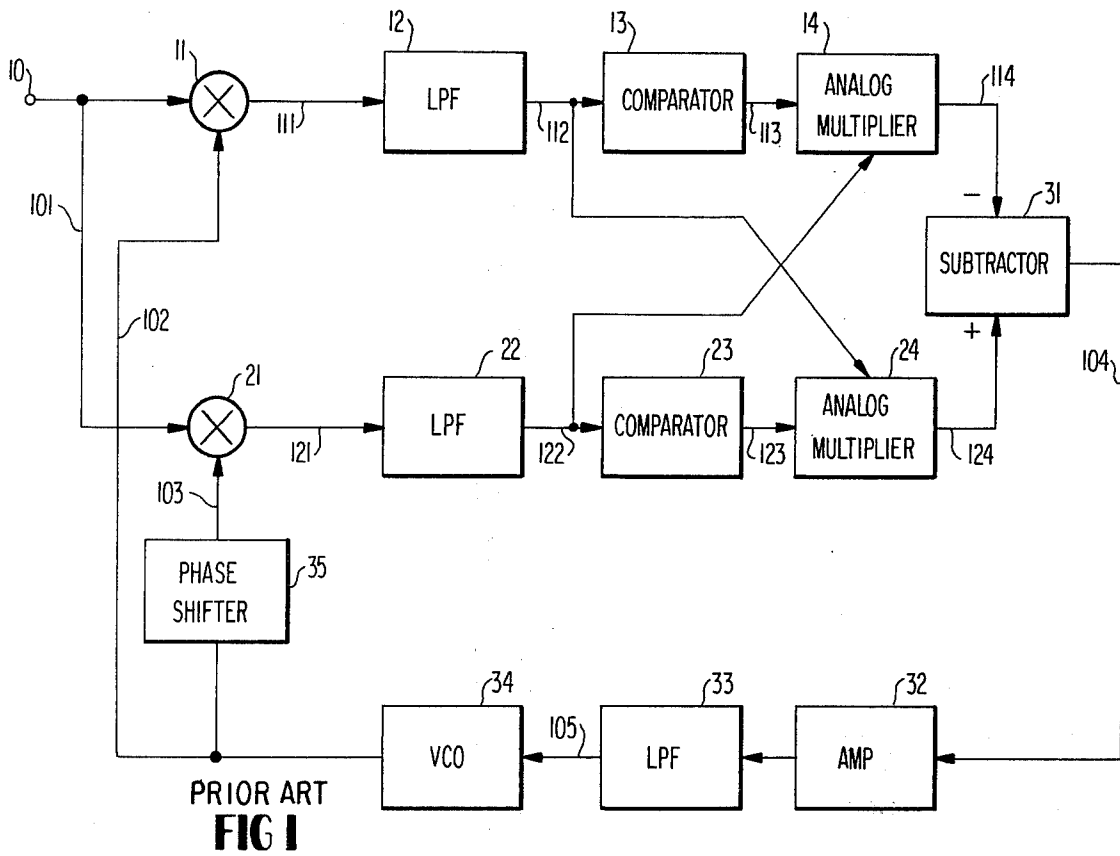 10
11
111
12
LPF
112
13
COMPARATOR
113
14
ANALOG
MULTIPLIER
114
−
31
SUBTRACTOR
+
104
101
102
21
121
22
LPF
122
23
COMPARATOR
123
24
ANALOG
MULTIPLIER
124
103
PHASE
SHIFTER
35
34
VCO
105
33
LPF
32
AMP
PRIOR ART
FIG 1